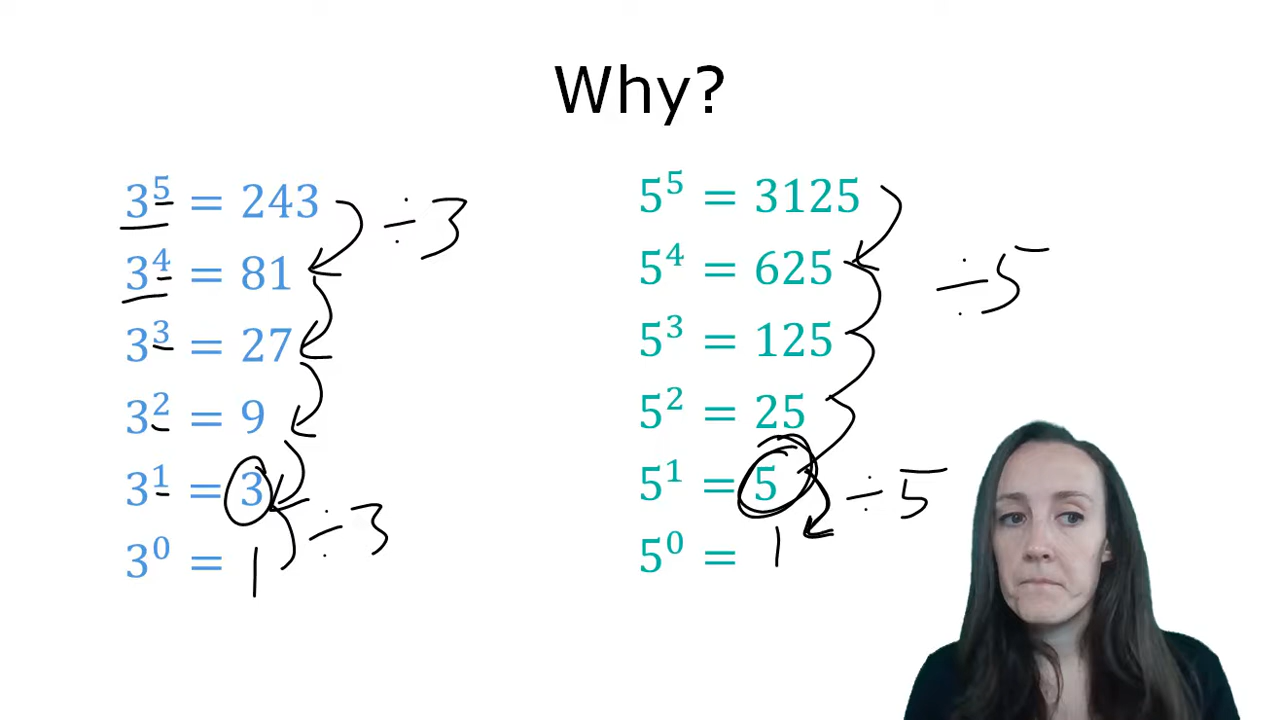 Why?
3⁵ = 243
÷3
3⁴ = 81
3³ = 27
3² = 9
3¹ = 3
÷3
3⁰ = 1
5⁵ = 3125
5⁴ = 625
÷5
5³ = 125
5² = 25
5¹ = 5
÷5
5⁰ = 1